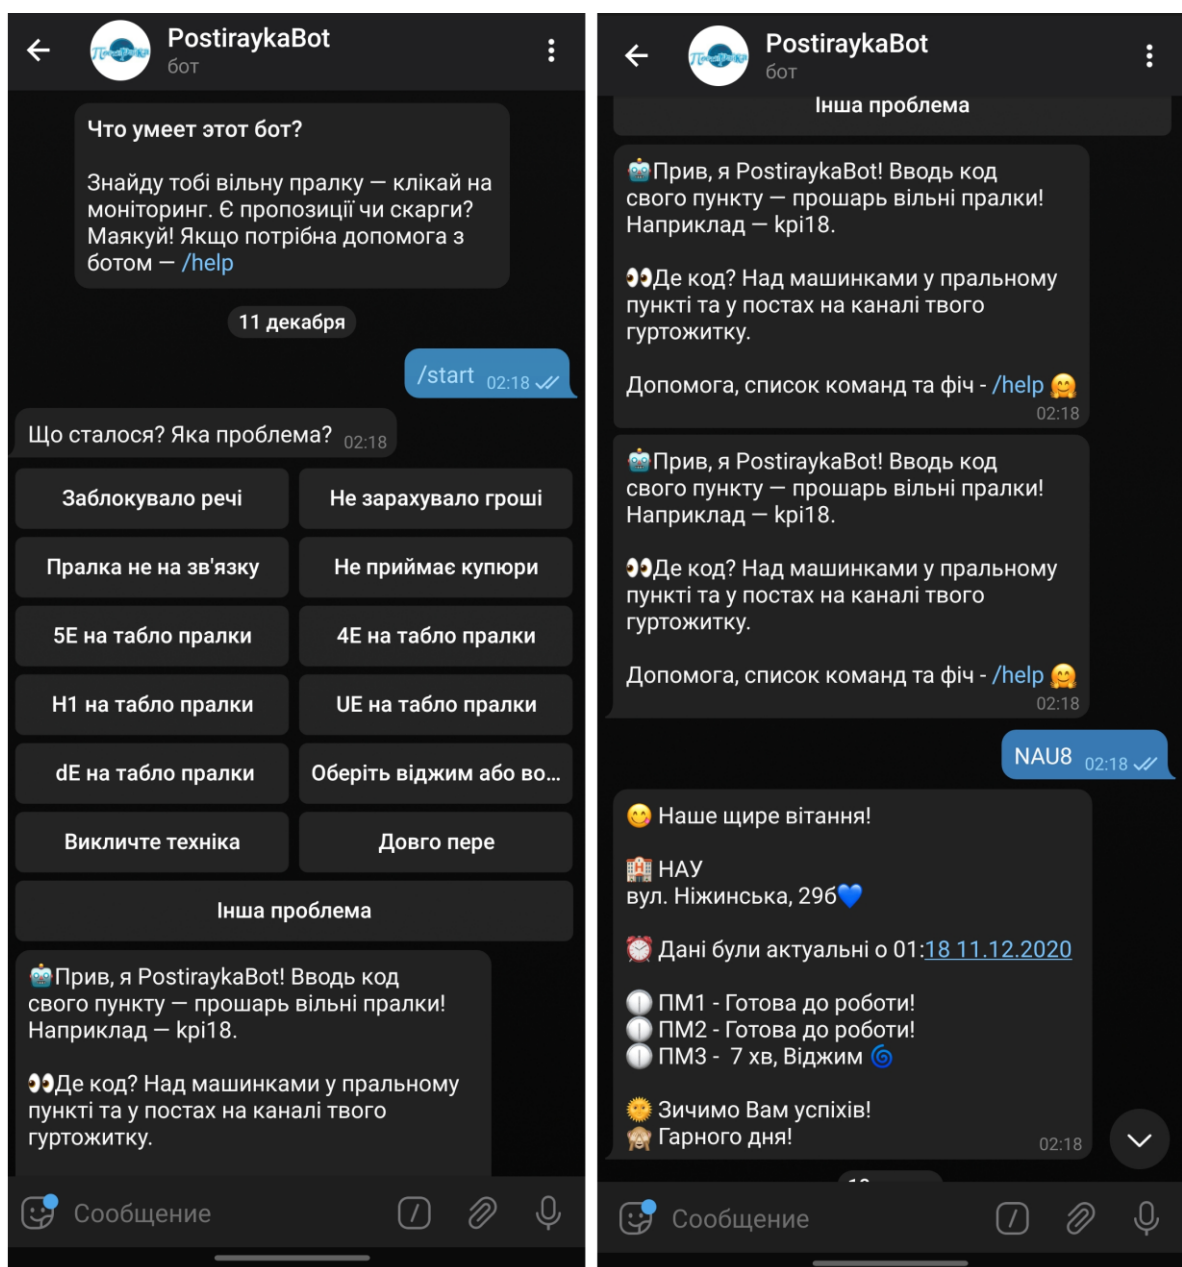 PostiraykaBot
бот
Что умеет этот бот?
Знайду тобі вільну пралку — клікай на
моніторинг. Є пропозиції чи скарги?
Маякуй! Якщо потрібна допомога з
ботом — /help
11 декабря
/start 02:18
Що сталося? Яка проблема? 02:18
Заблокувало речі
Не зарахувало гроші
Пралка не на зв'язку
Не приймає купюри
5E на табло пралки
4E на табло пралки
H1 на табло пралки
UE на табло пралки
dE на табло пралки
Оберіть віджим або во...
Викличте техніка
Довго пере
Інша проблема
🤖Прив, я PostiraykaBot! Вводь код
свого пункту — прошарь вільні пралки!
Наприклад — kpi18.
👀Де код? Над машинками у пральному
пункті та у постах на каналі твого
гуртожитку.
Сообщение
PostiraykaBot
бот
Інша проблема
🤖Прив, я PostiraykaBot! Вводь код
свого пункту — прошарь вільні пралки!
Наприклад — kpi18.
👀Де код? Над машинками у пральному
пункті та у постах на каналі твого
гуртожитку.
Допомога, список команд та фіч - /help 🤗
02:18
🤖Прив, я PostiraykaBot! Вводь код
свого пункту — прошарь вільні пралки!
Наприклад — kpi18.
👀Де код? Над машинками у пральному
пункті та у постах на каналі твого
гуртожитку.
Допомога, список команд та фіч - /help 🤗
02:18
NAU8 02:18
😋 Наше щире вітання!
🏩 НАУ
вул. Ніжинська, 29б💙
⏰ Дані були актуальні о 01:18 11.12.2020
ПМ1 - Готова до роботи!
ПМ2 - Готова до роботи!
ПМ3 - 7 хв, Віджим 🌀
🌞 Зичимо Вам успіхів!
🙈 Гарного дня!
02:18
Сообщение